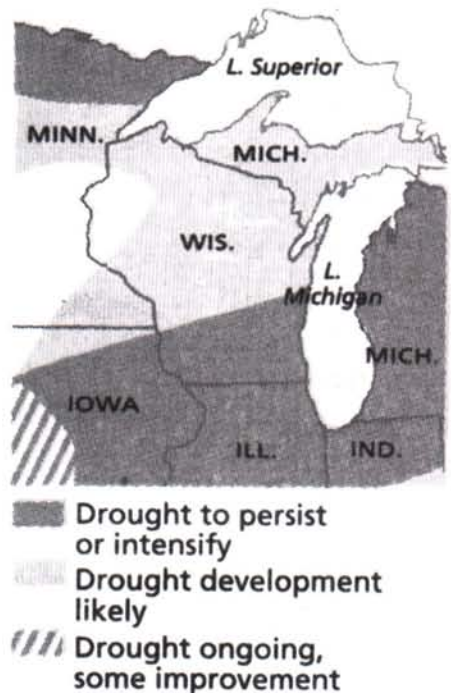 L. Superior
MINN.
MICH.
WIS.
L.
Michigan
MICH.
IOWA
ILL.
IND.
Drought to persist
or intensify
Drought development
likely
Drought ongoing,
some improvement